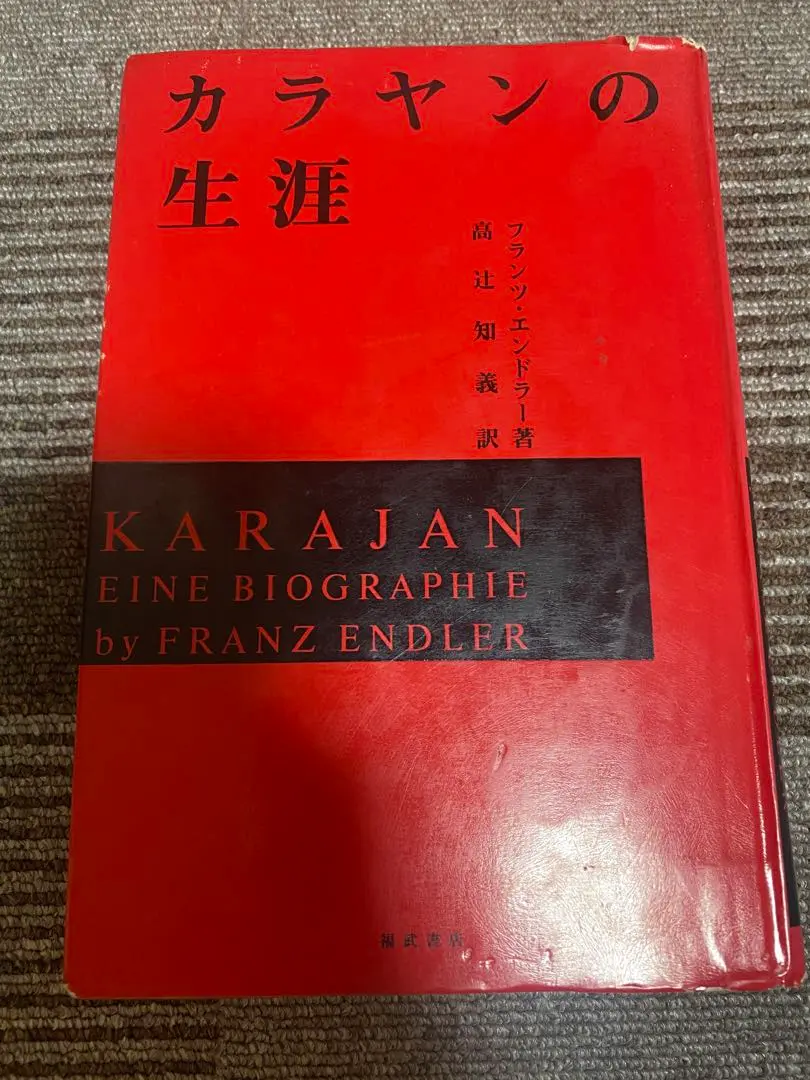 カラヤンの
生涯
フランツ・エンドラー著
高辻知義訳
KARAJAN
EINE BIOGRAPHIE
by FRANZ ENDLER
福武書店